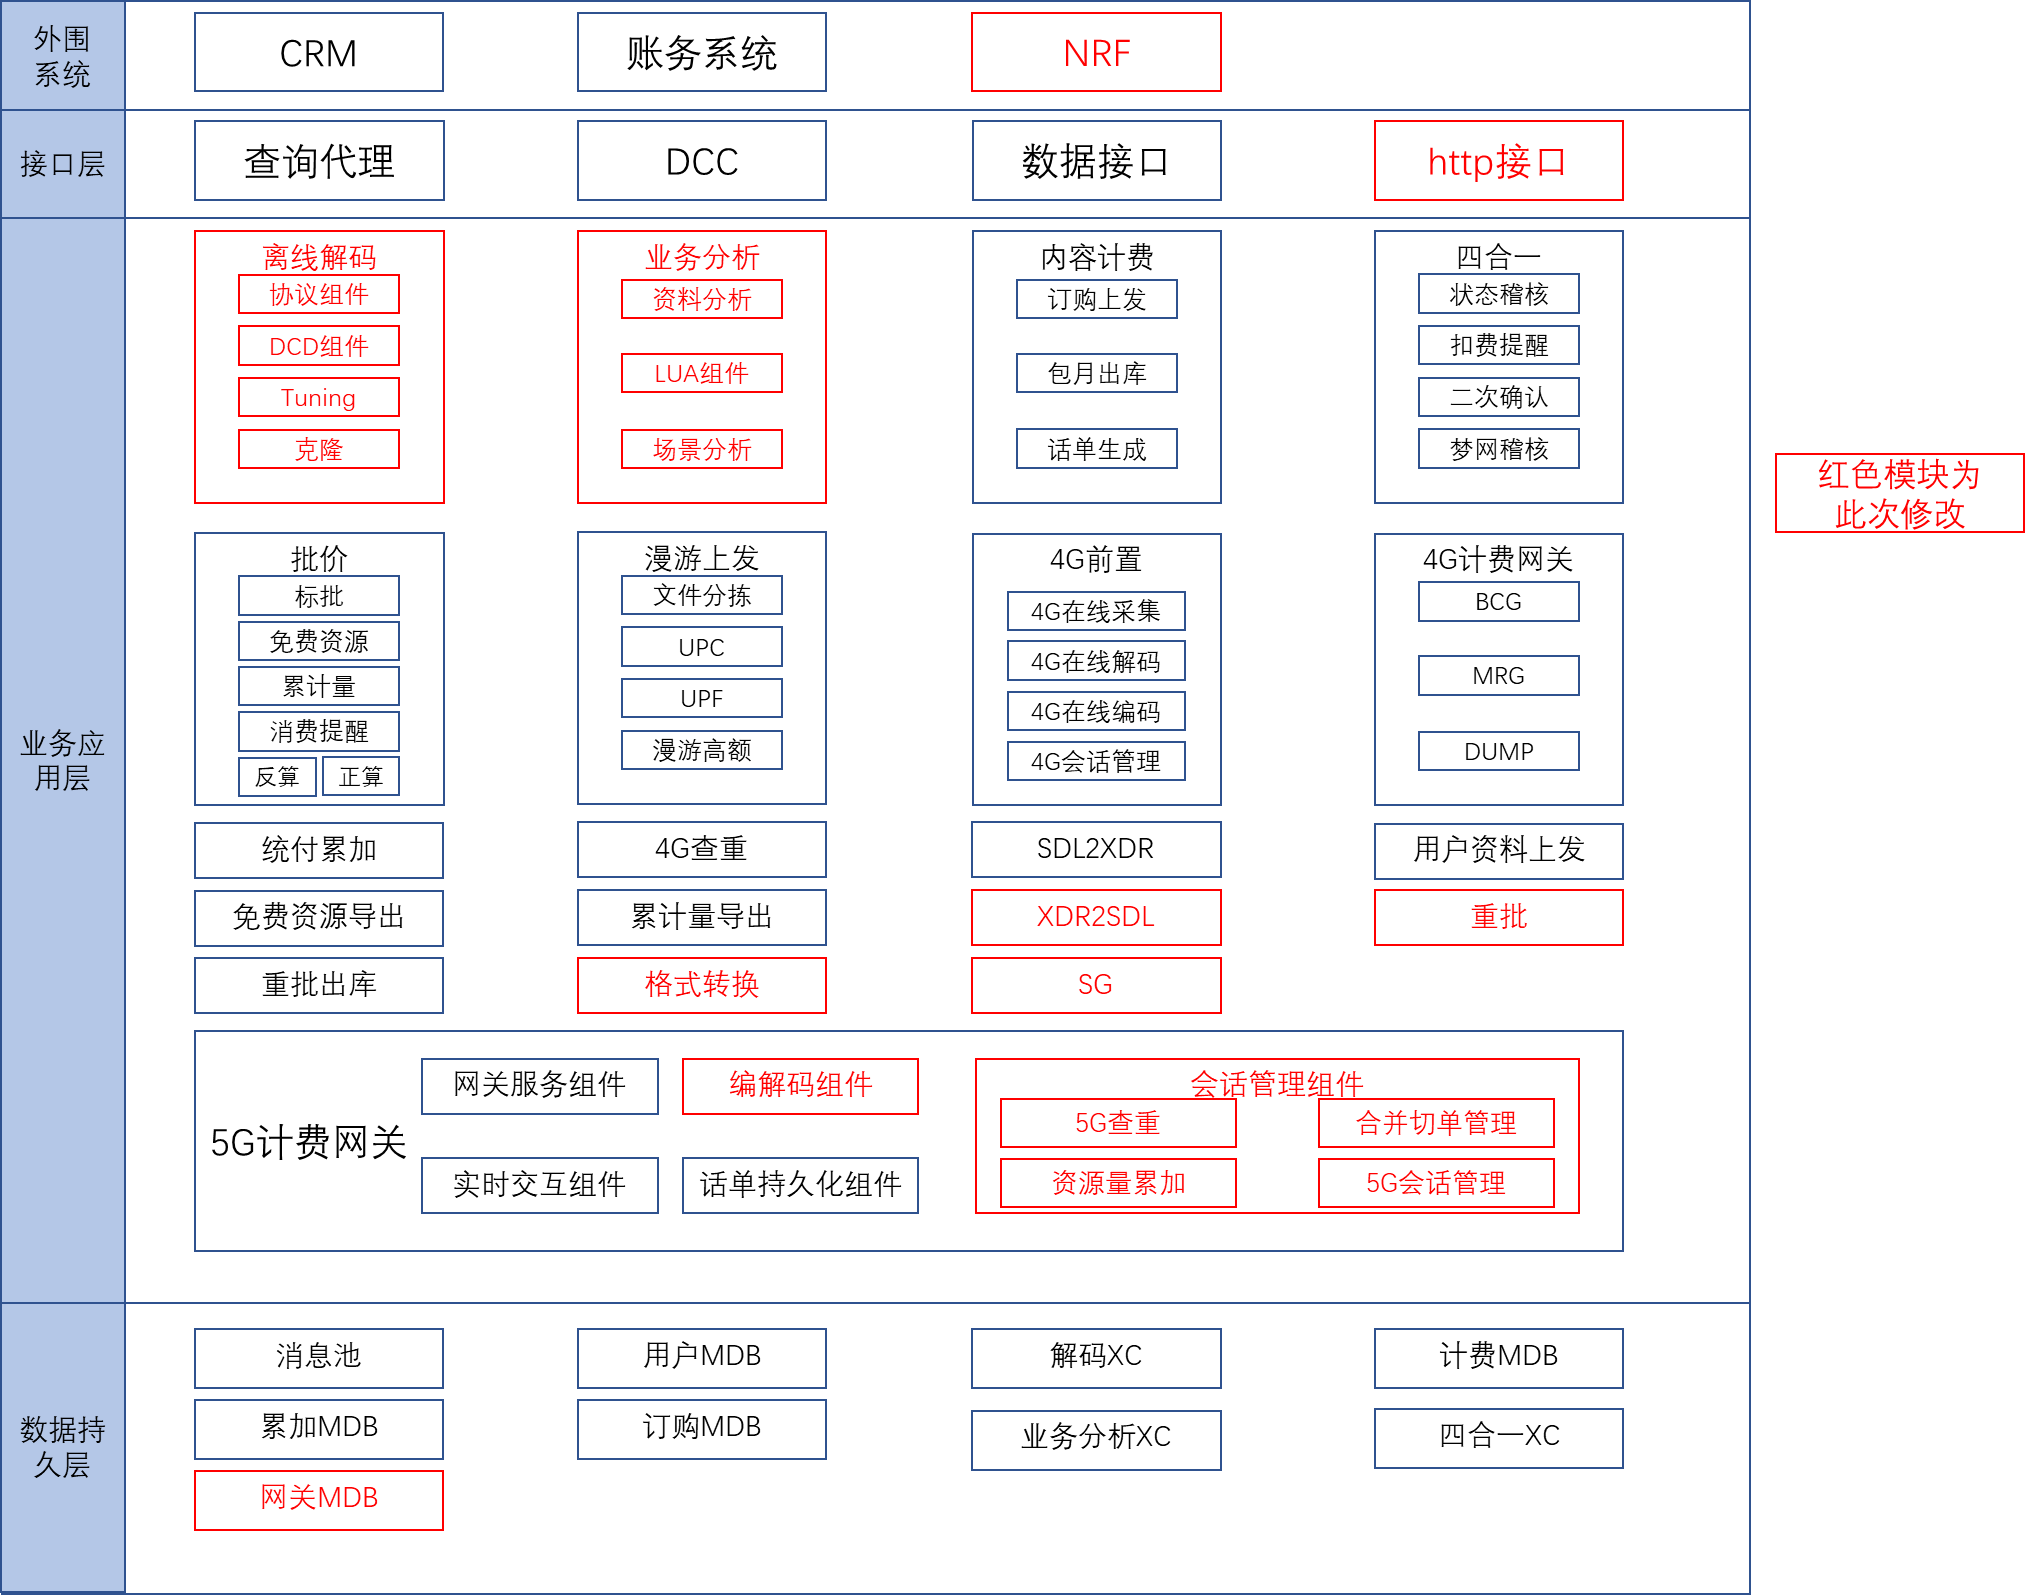 外围
系统
CRM
账务系统
NRF
接口层
查询代理
DCC
数据接口
http接口
业务应
用层
离线解码
协议组件
DCD组件
Tuning
克隆
业务分析
资料分析
LUA组件
场景分析
内容计费
订购上发
包月出库
话单生成
四合一
状态稽核
扣费提醒
二次确认
梦网稽核
红色模块为
此次修改
批价
标批
免费资源
累计量
消费提醒
反算
正算
漫游上发
文件分拣
UPC
UPF
漫游高额
4G前置
4G在线采集
4G在线解码
4G在线编码
4G会话管理
4G计费网关
BCG
MRG
DUMP
统付累加
4G查重
SDL2XDR
用户资料上发
免费资源导出
累计量导出
XDR2SDL
重批
重批出库
格式转换
SG
5G计费网关
网关服务组件
编解码组件
实时交互组件
话单持久化组件
会话管理组件
5G查重
合并切单管理
资源量累加
5G会话管理
数据持
久层
消息池
用户MDB
解码XC
计费MDB
累加MDB
订购MDB
业务分析XC
四合一XC
网关MDB